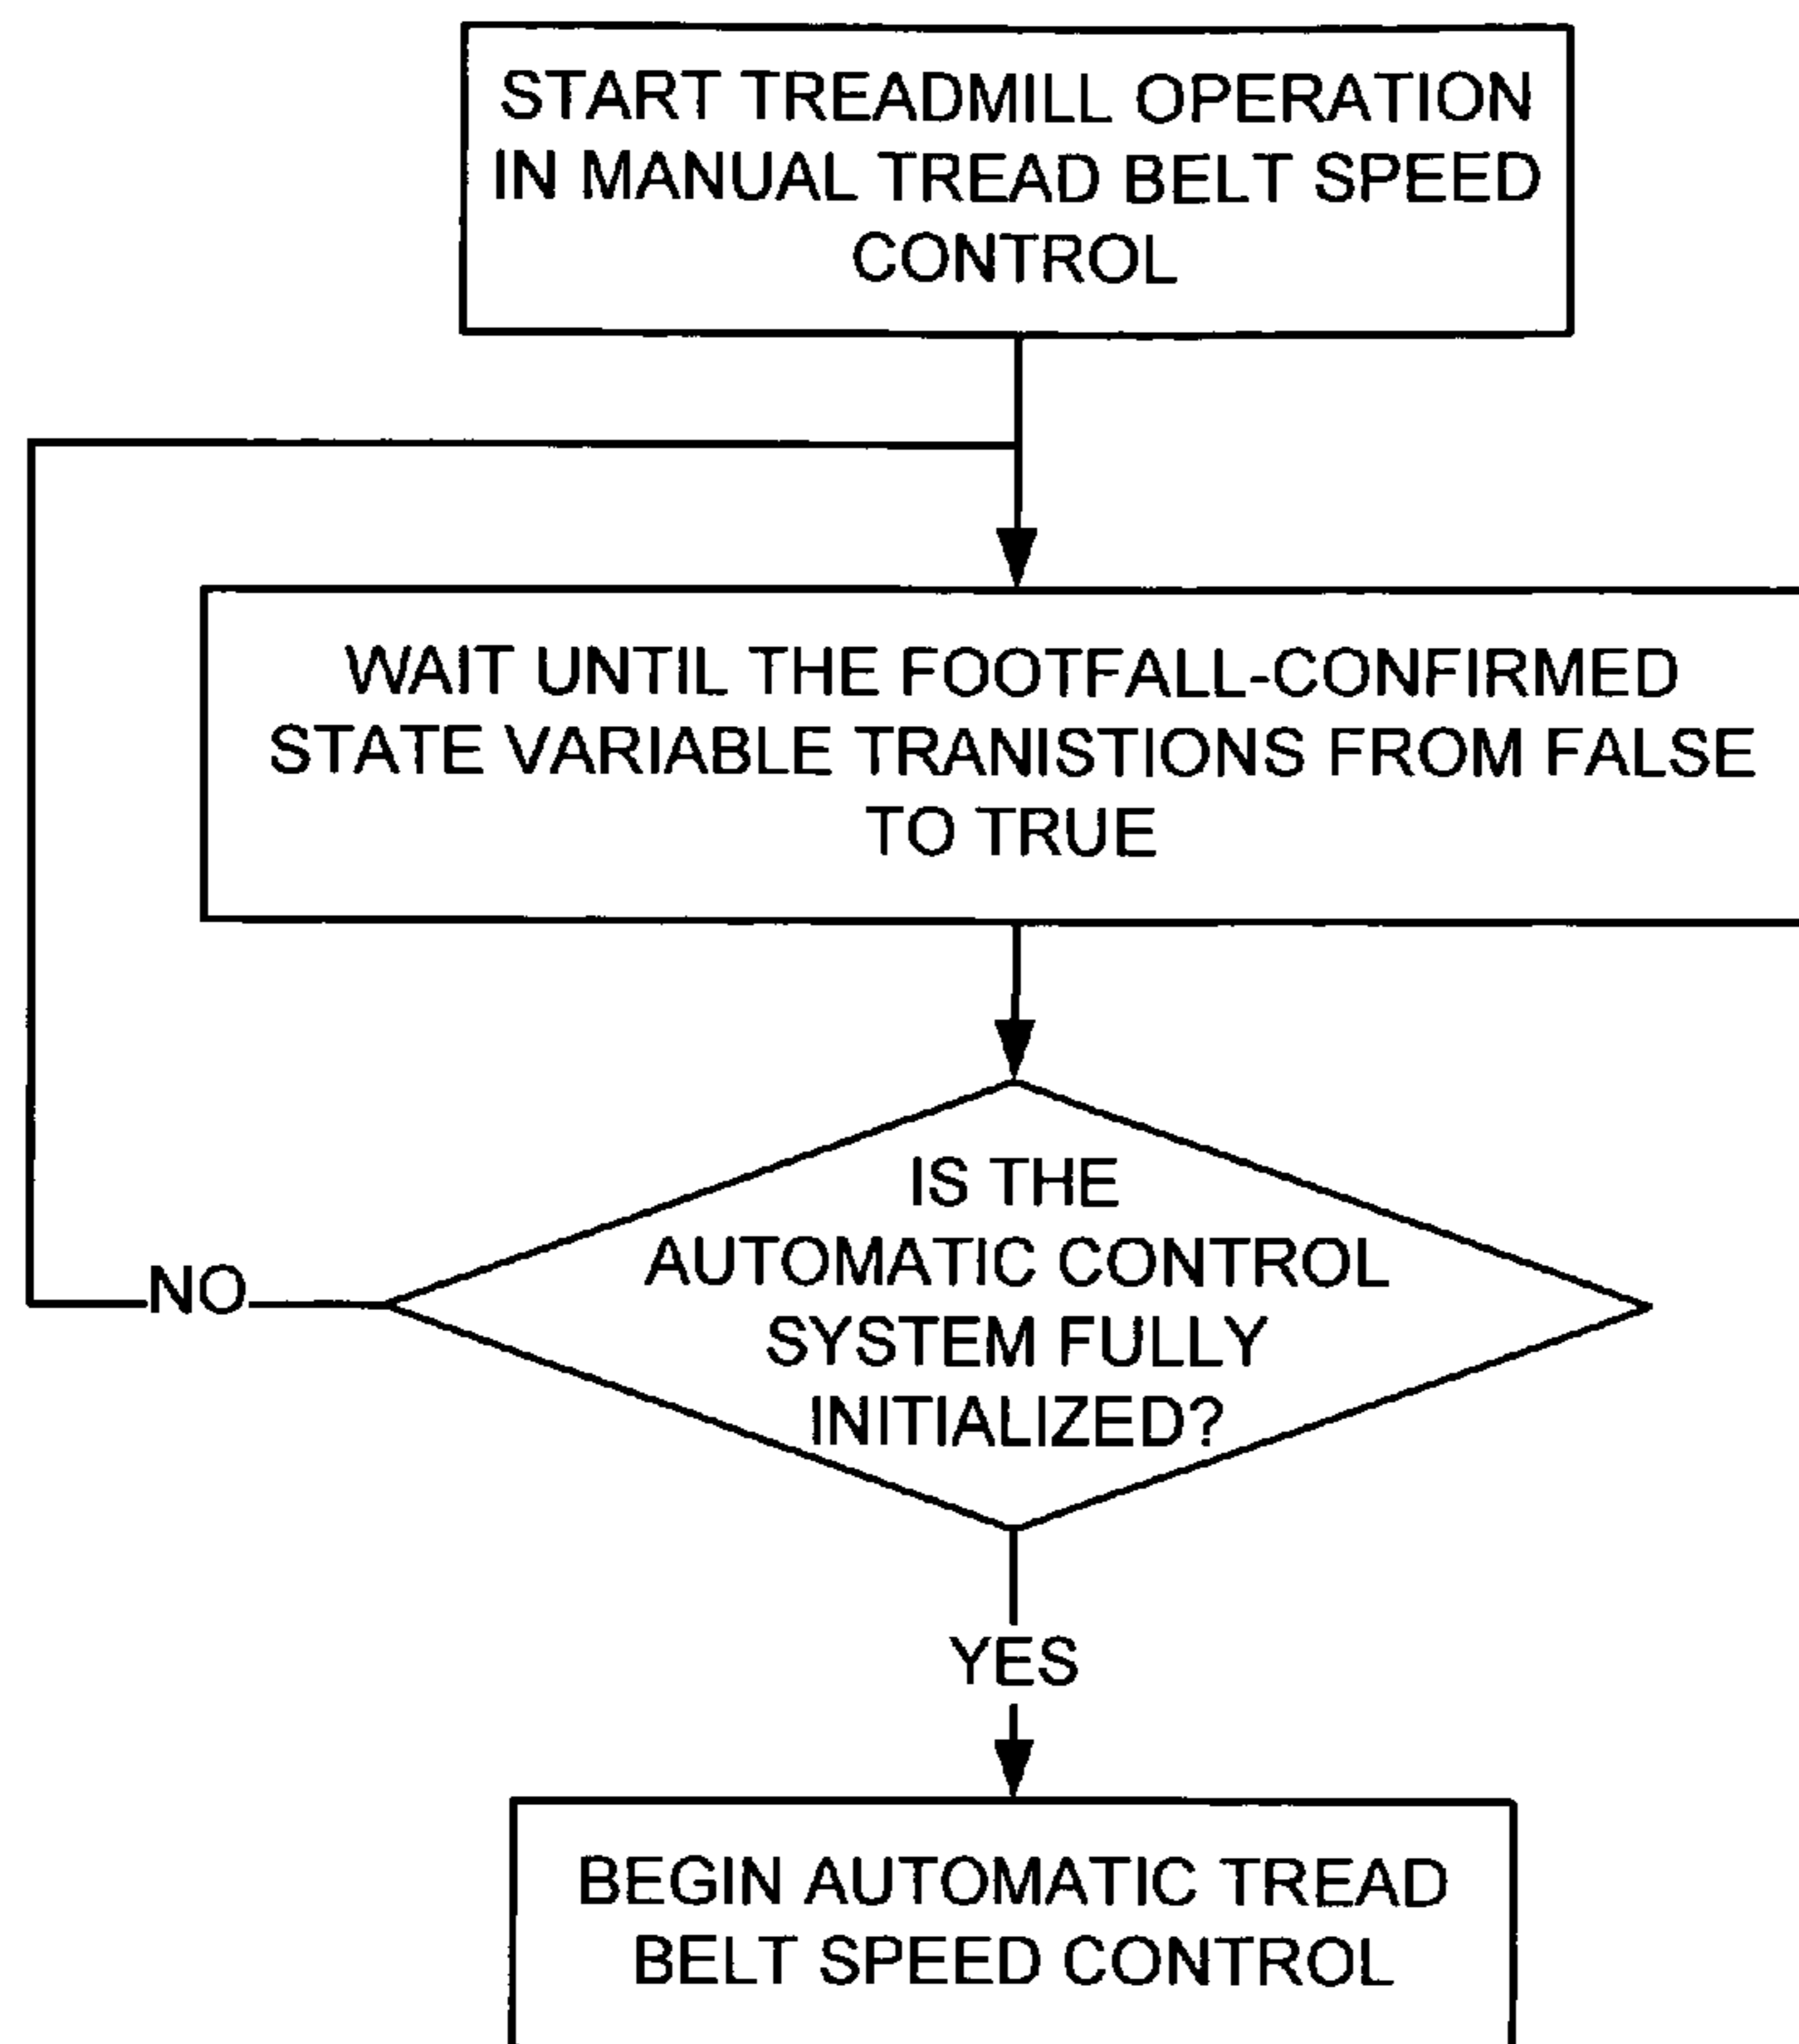 START TREADMILL OPERATION
IN MANUAL TREAD BELT SPEED
CONTROL
WAIT UNTIL THE FOOTFALL-CONFIRMED
STATE VARIABLE TRANISTIONS FROM FALSE
TO TRUE
IS THE
AUTOMATIC CONTROL
SYSTEM FULLY
INITIALIZED?
NO
YES
BEGIN AUTOMATIC TREAD
BELT SPEED CONTROL